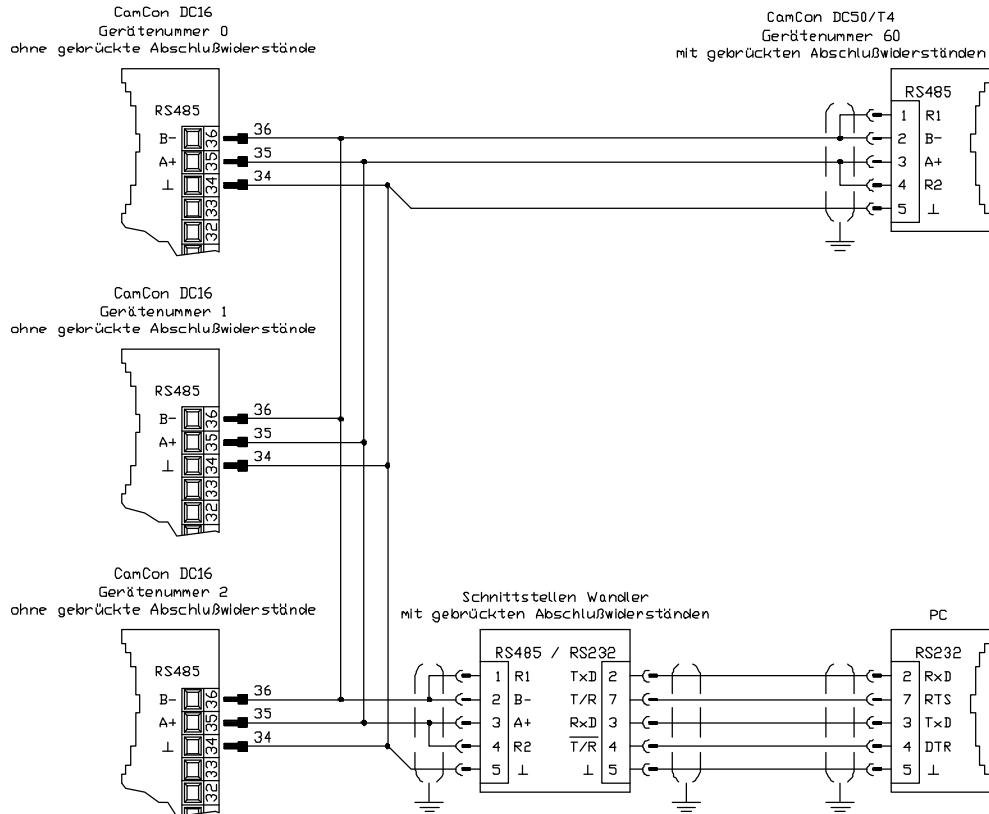 CamCon DC16
Gerätenummer 0
ohne gebrückte Abschlußwiderstände
RS485
B- 36 36
A+ 35 35
⊥ 34 34
33
32
CamCon DC50/T4
Gerätenummer 60
mit gebrückten Abschlußwiderständen
RS485
1 R1
2 B-
3 A+
4 R2
5 ⊥
CamCon DC16
Gerätenummer 1
ohne gebrückte Abschlußwiderstände
RS485
B- 36 36
A+ 35 35
⊥ 34 34
33
32
CamCon DC16
Gerätenummer 2
ohne gebrückte Abschlußwiderstände
RS485
B- 36 36
A+ 35 35
⊥ 34 34
33
32
Schnittstellen Wandler
mit gebrückten Abschlußwiderständen
RS485 / RS232
1 R1 TxD 2
2 B- T/R 7
3 A+ RxD 3
4 R2 T/R 4
5 ⊥ ⊥ 5
PC
RS232
2 RxD
7 RTS
3 TxD
4 DTR
5 ⊥